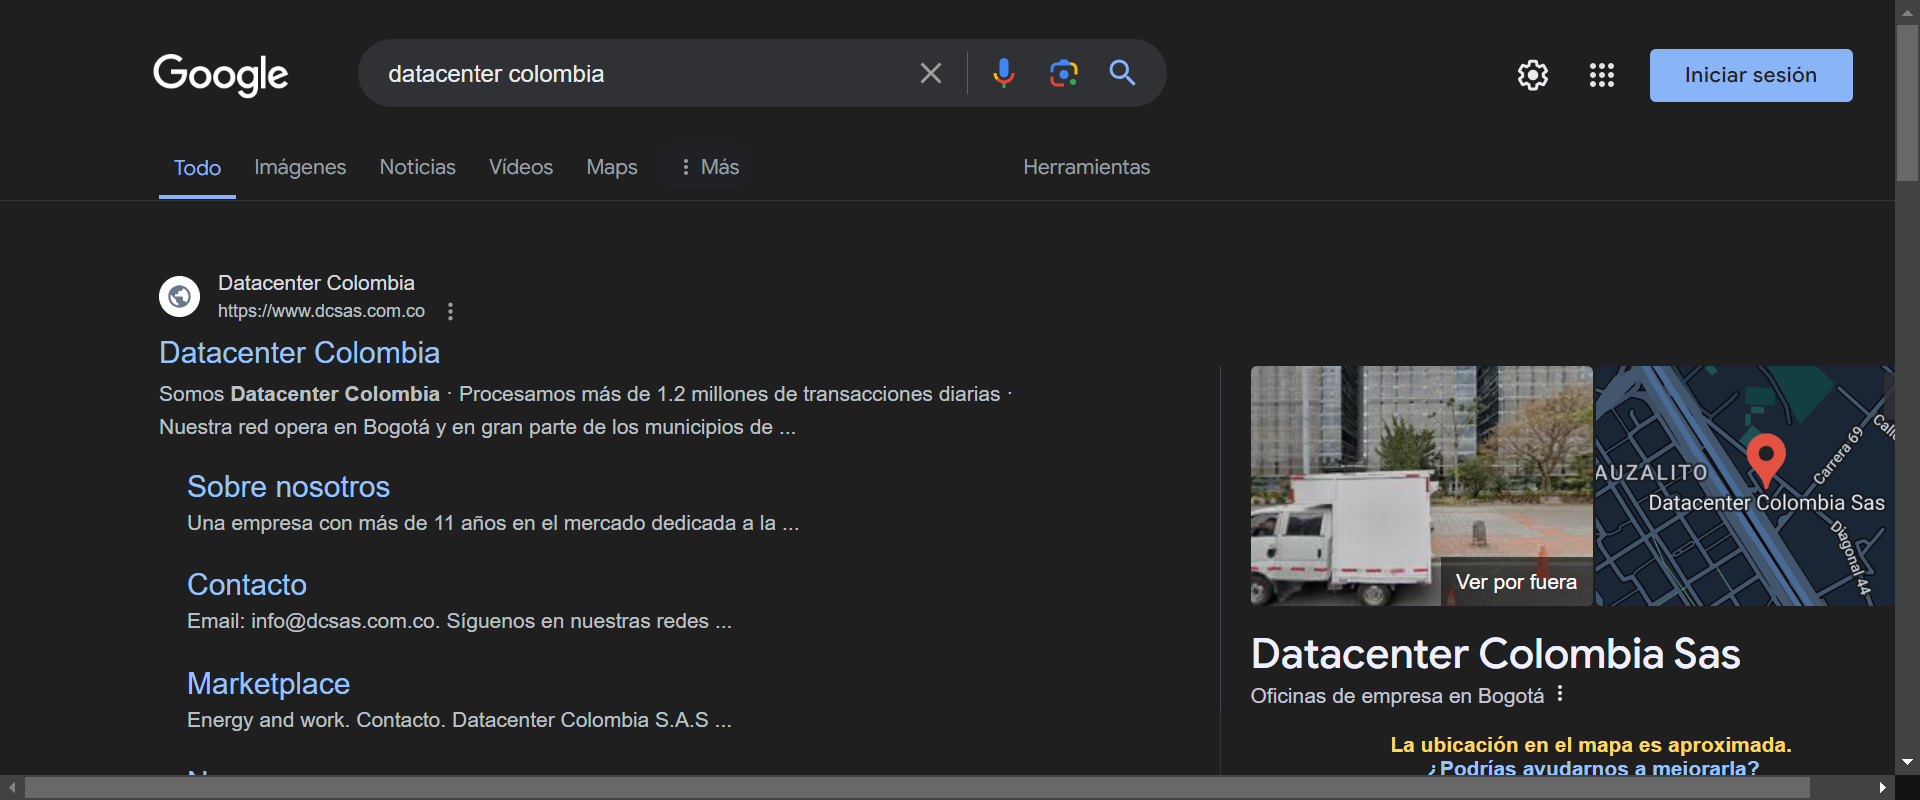 Google
datacenter colombia
Iniciar sesión
Todo
Imágenes
Noticias
Vídeos
Maps
Más
Herramientas
Datacenter Colombia
https://www.dcsas.com.co
Datacenter Colombia
Somos Datacenter Colombia · Procesamos más de 1.2 millones de transacciones diarias ·
Nuestra red opera en Bogotá y en gran parte de los municipios de ...
Sobre nosotros
Una empresa con más de 11 años en el mercado dedicada a la ...
Contacto
Email: info@dcsas.com.co. Síguenos en nuestras redes ...
Marketplace
Energy and work. Contacto. Datacenter Colombia S.A.S ...
Ver por fuera
AUZALITO
Carrera 69
Datacenter Colombia Sas
Diagonal 44
Datacenter Colombia Sas
Oficinas de empresa en Bogotá
La ubicación en el mapa es aproximada.
¿Podrías ayudarnos a mejorarla?